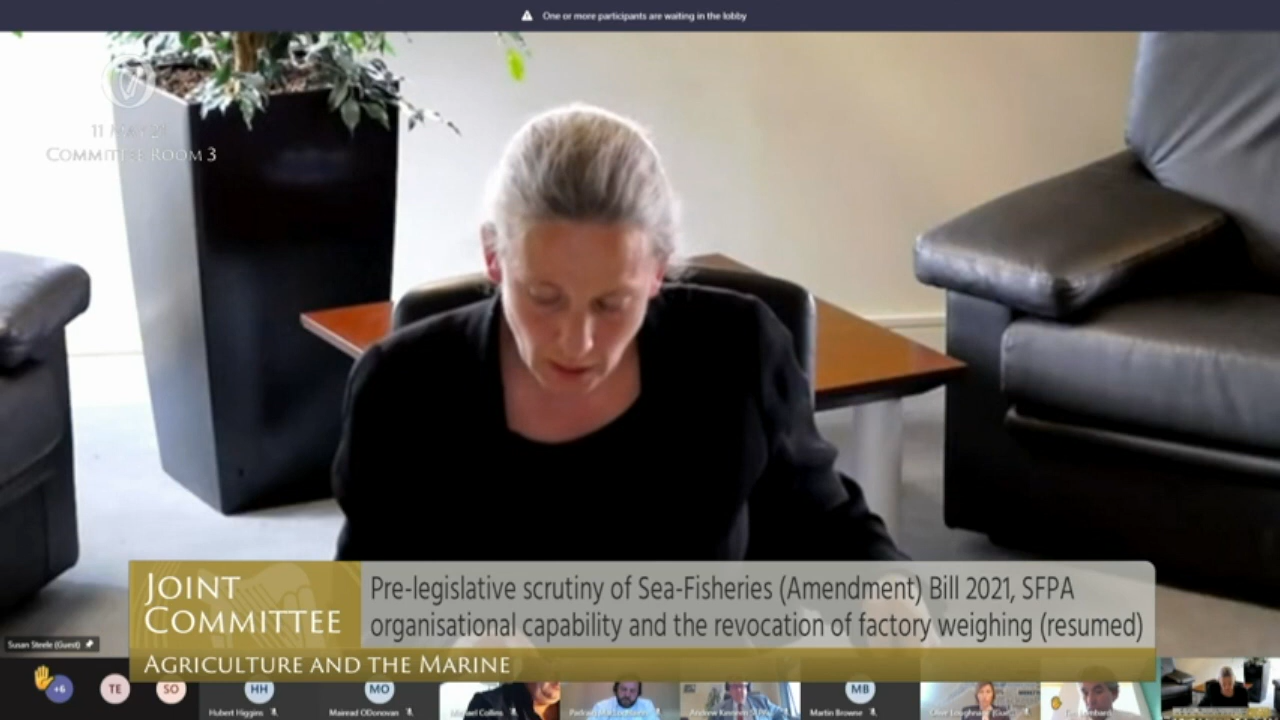 One or more participants are waiting in the lobby
COMMITTEE ROOM 3
JOINT
COMMITTEE
Pre-legislative scrutiny of Sea-Fisheries (Amendment) Bill 2021, SFPA
organisational capability and the revocation of factory weighing (resumed)
Susan Steele (Guest)
AGRICULTURE AND THE MARINE
+6
TE
SO
HH
MO
MB
Hubert Higgins
Mairead ODonovan
Michael Collins
Martin Browne